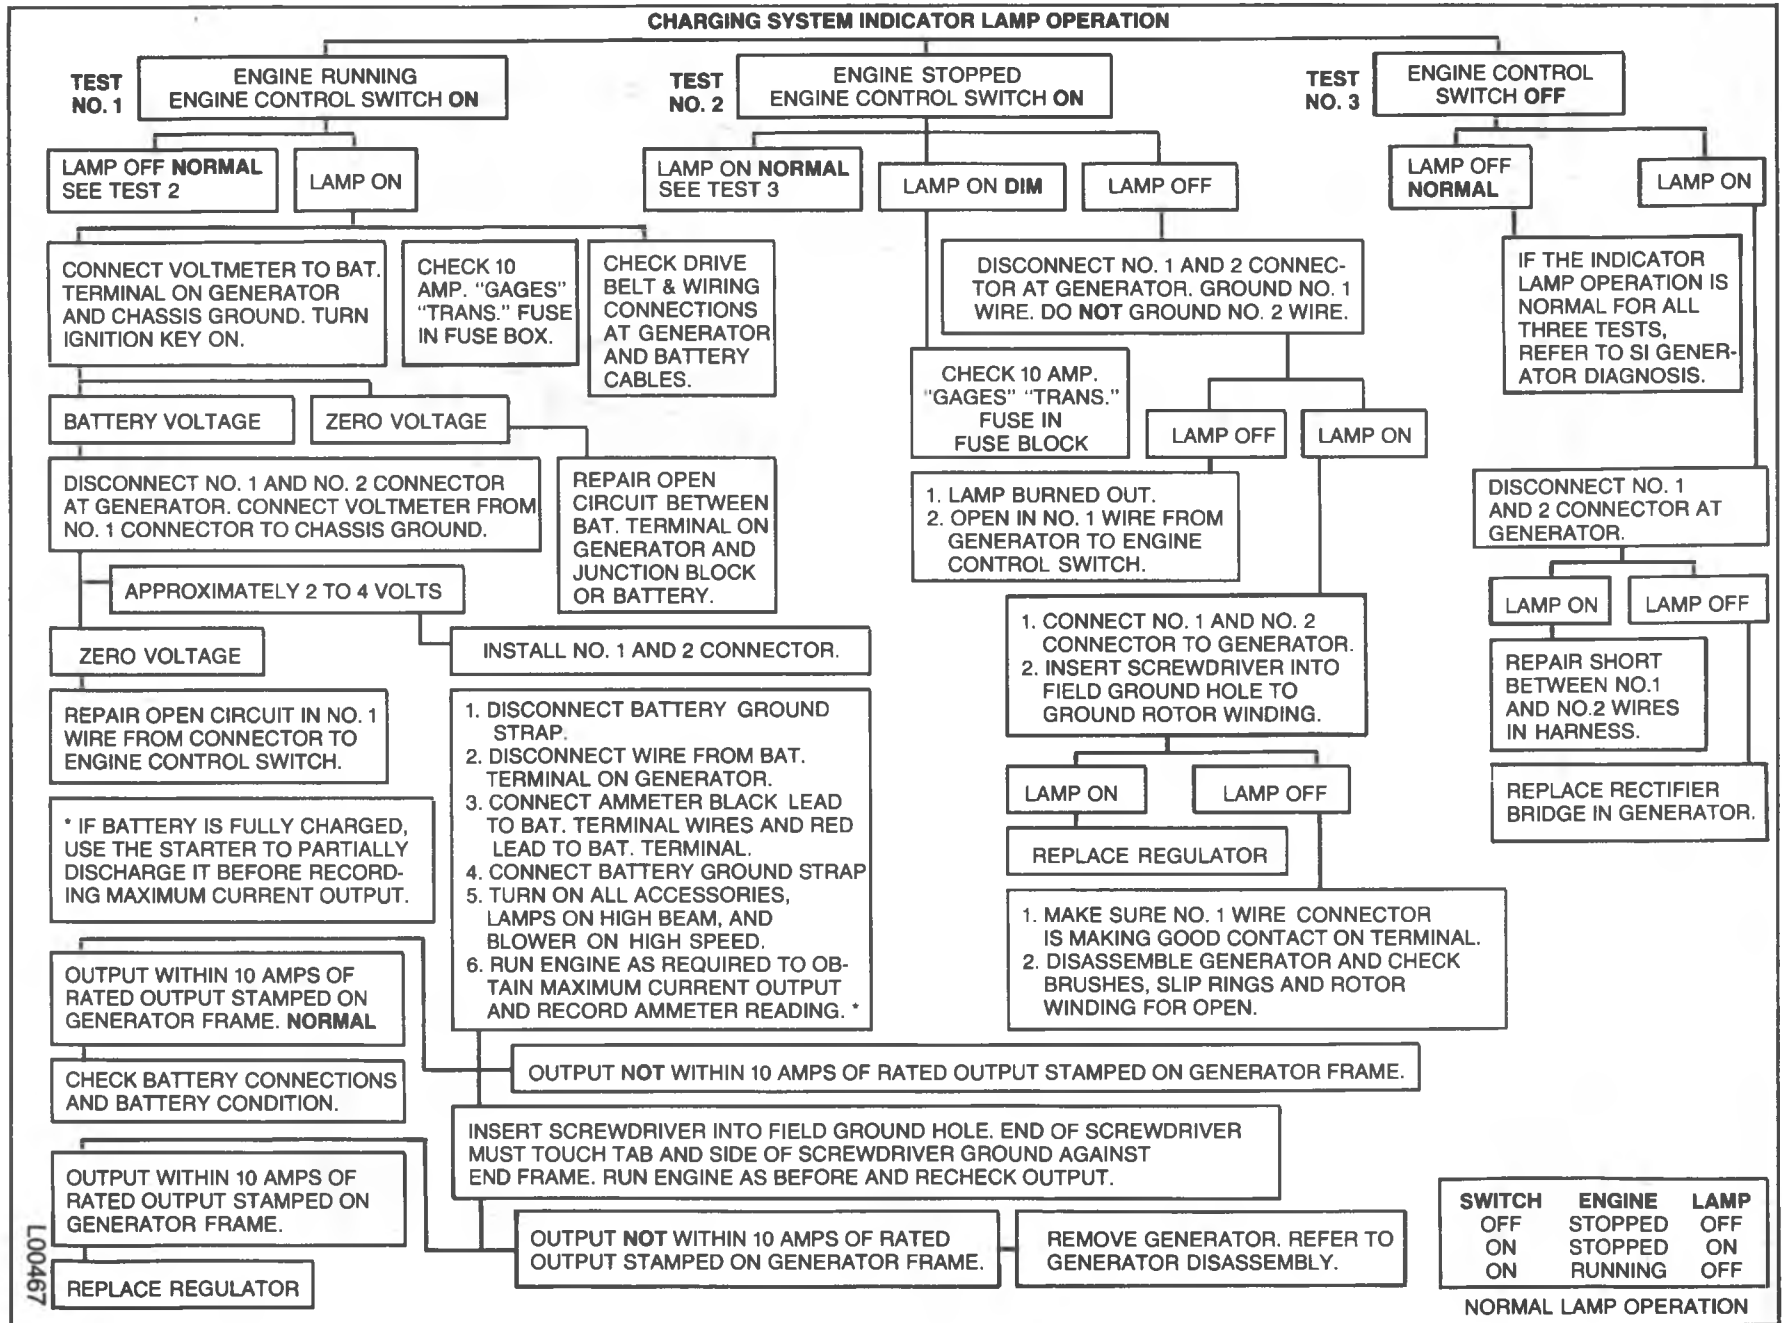 CHARGING SYSTEM INDICATOR LAMP OPERATION
TEST
NO. 1
ENGINE RUNNING
ENGINE CONTROL SWITCH ON
TEST
NO. 2
ENGINE STOPPED
ENGINE CONTROL SWITCH ON
TEST
NO. 3
ENGINE CONTROL
SWITCH OFF
LAMP OFF NORMAL
SEE TEST 2
LAMP ON
LAMP ON NORMAL
SEE TEST 3
LAMP ON DIM
LAMP OFF
LAMP OFF
NORMAL
LAMP ON
CONNECT VOLTMETER TO BAT.
TERMINAL ON GENERATOR
AND CHASSIS GROUND. TURN
IGNITION KEY ON.
CHECK 10
AMP. "GAGES"
"TRANS." FUSE
IN FUSE BOX.
CHECK DRIVE
BELT & WIRING
CONNECTIONS
AT GENERATOR
AND BATTERY
CABLES.
DISCONNECT NO. 1 AND 2 CONNEC-
TOR AT GENERATOR. GROUND NO. 1
WIRE. DO NOT GROUND NO. 2 WIRE.
IF THE INDICATOR
LAMP OPERATION IS
NORMAL FOR ALL
THREE TESTS,
REFER TO SI GENER-
ATOR DIAGNOSIS.
CHECK 10 AMP.
"GAGES" "TRANS."
FUSE IN
FUSE BLOCK
LAMP OFF
LAMP ON
BATTERY VOLTAGE
ZERO VOLTAGE
DISCONNECT NO. 1 AND NO. 2 CONNECTOR
AT GENERATOR. CONNECT VOLTMETER FROM
NO. 1 CONNECTOR TO CHASSIS GROUND.
REPAIR OPEN
CIRCUIT BETWEEN
BAT. TERMINAL ON
GENERATOR AND
JUNCTION BLOCK
OR BATTERY.
1. LAMP BURNED OUT.
2. OPEN IN NO. 1 WIRE FROM
GENERATOR TO ENGINE
CONTROL SWITCH.
DISCONNECT NO. 1
AND 2 CONNECTOR AT
GENERATOR.
APPROXIMATELY 2 TO 4 VOLTS
LAMP ON
LAMP OFF
ZERO VOLTAGE
INSTALL NO. 1 AND 2 CONNECTOR.
1. CONNECT NO. 1 AND NO. 2
CONNECTOR TO GENERATOR.
2. INSERT SCREWDRIVER INTO
FIELD GROUND HOLE TO
GROUND ROTOR WINDING.
REPAIR SHORT
BETWEEN NO.1
AND NO.2 WIRES
IN HARNESS.
REPAIR OPEN CIRCUIT IN NO. 1
WIRE FROM CONNECTOR TO
ENGINE CONTROL SWITCH.
1. DISCONNECT BATTERY GROUND
STRAP.
2. DISCONNECT WIRE FROM BAT.
TERMINAL ON GENERATOR.
3. CONNECT AMMETER BLACK LEAD
TO BAT. TERMINAL WIRES AND RED
LEAD TO BAT. TERMINAL.
4. CONNECT BATTERY GROUND STRAP
5. TURN ON ALL ACCESSORIES,
LAMPS ON HIGH BEAM, AND
BLOWER ON HIGH SPEED.
6. RUN ENGINE AS REQUIRED TO OB-
TAIN MAXIMUM CURRENT OUTPUT
AND RECORD AMMETER READING. *
LAMP ON
LAMP OFF
REPLACE RECTIFIER
BRIDGE IN GENERATOR.
* IF BATTERY IS FULLY CHARGED,
USE THE STARTER TO PARTIALLY
DISCHARGE IT BEFORE RECORD-
ING MAXIMUM CURRENT OUTPUT.
REPLACE REGULATOR
1. MAKE SURE NO. 1 WIRE CONNECTOR
IS MAKING GOOD CONTACT ON TERMINAL.
2. DISASSEMBLE GENERATOR AND CHECK
BRUSHES, SLIP RINGS AND ROTOR
WINDING FOR OPEN.
OUTPUT WITHIN 10 AMPS OF
RATED OUTPUT STAMPED ON
GENERATOR FRAME. NORMAL
CHECK BATTERY CONNECTIONS
AND BATTERY CONDITION.
OUTPUT NOT WITHIN 10 AMPS OF RATED OUTPUT STAMPED ON GENERATOR FRAME.
INSERT SCREWDRIVER INTO FIELD GROUND HOLE. END OF SCREWDRIVER
MUST TOUCH TAB AND SIDE OF SCREWDRIVER GROUND AGAINST
END FRAME. RUN ENGINE AS BEFORE AND RECHECK OUTPUT.
OUTPUT WITHIN 10 AMPS OF
RATED OUTPUT STAMPED ON
GENERATOR FRAME.
OUTPUT NOT WITHIN 10 AMPS OF RATED
OUTPUT STAMPED ON GENERATOR FRAME.
REMOVE GENERATOR. REFER TO
GENERATOR DISASSEMBLY.
REPLACE REGULATOR
SWITCH ENGINE LAMP
OFF STOPPED OFF
ON STOPPED ON
ON RUNNING OFF
NORMAL LAMP OPERATION
L00467